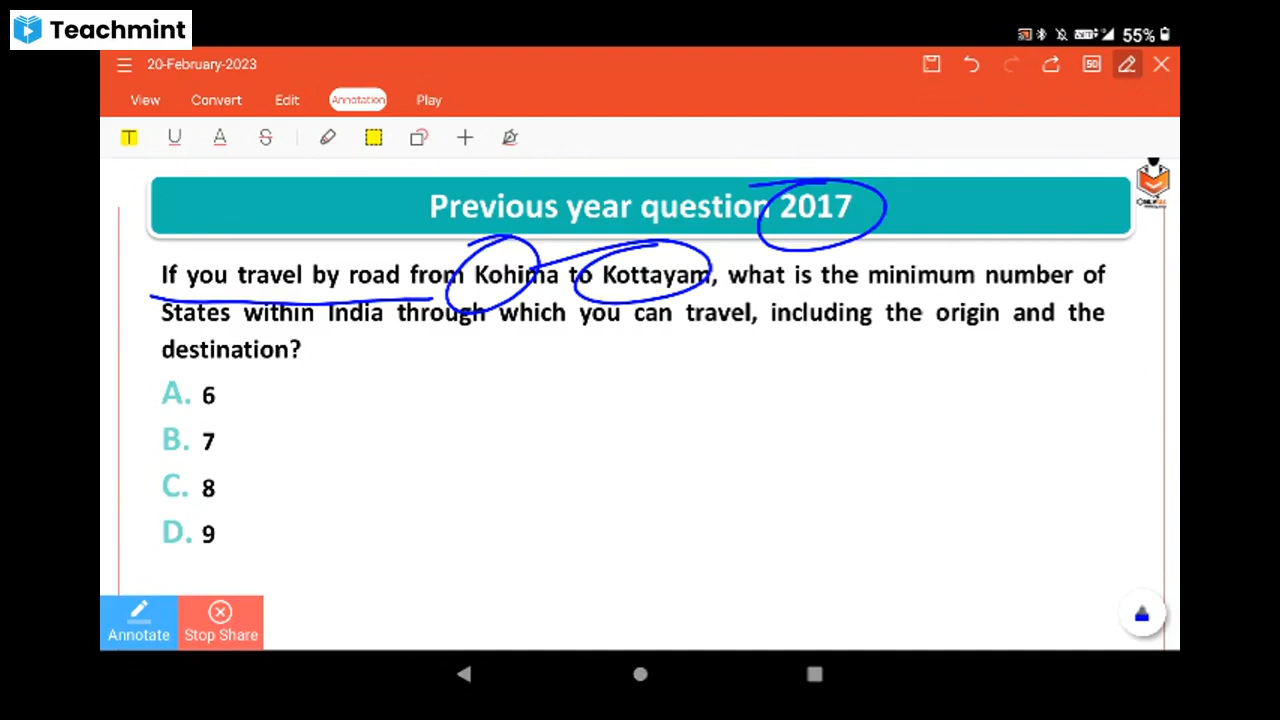 Teachmint
55%
20-February-2023
50
View Convert Edit Annotation Play
T U A S
Previous year question 2017
If you travel by road from Kohima to Kottayam, what is the minimum number of
States within India through which you can travel, including the origin and the
destination?
A. 6
B. 7
C. 8
D. 9
Annotate Stop Share